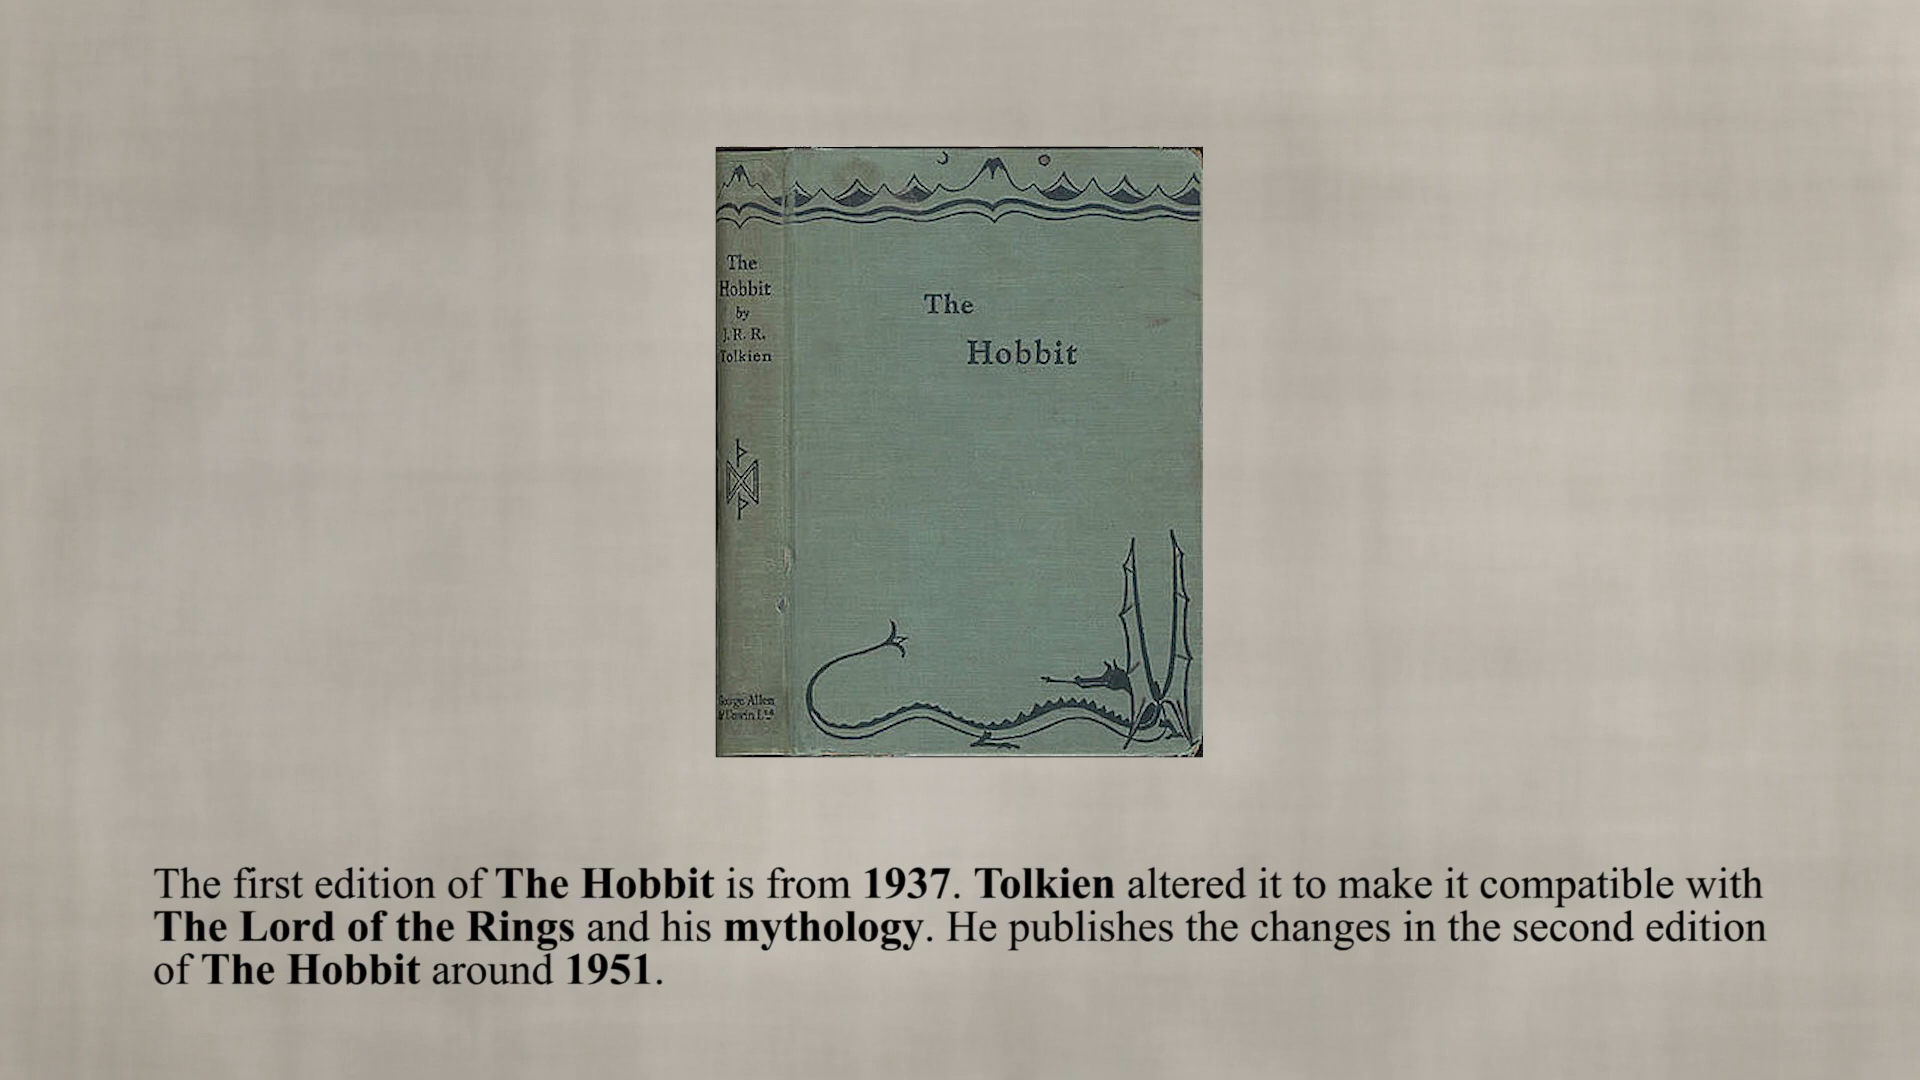 The
Hobbit
by
J. R. R.
Tolkien
George Allen
& Unwin Ltd
The
Hobbit
The first edition of The Hobbit is from 1937. Tolkien altered it to make it compatible with
The Lord of the Rings and his mythology. He publishes the changes in the second edition
of The Hobbit around 1951.